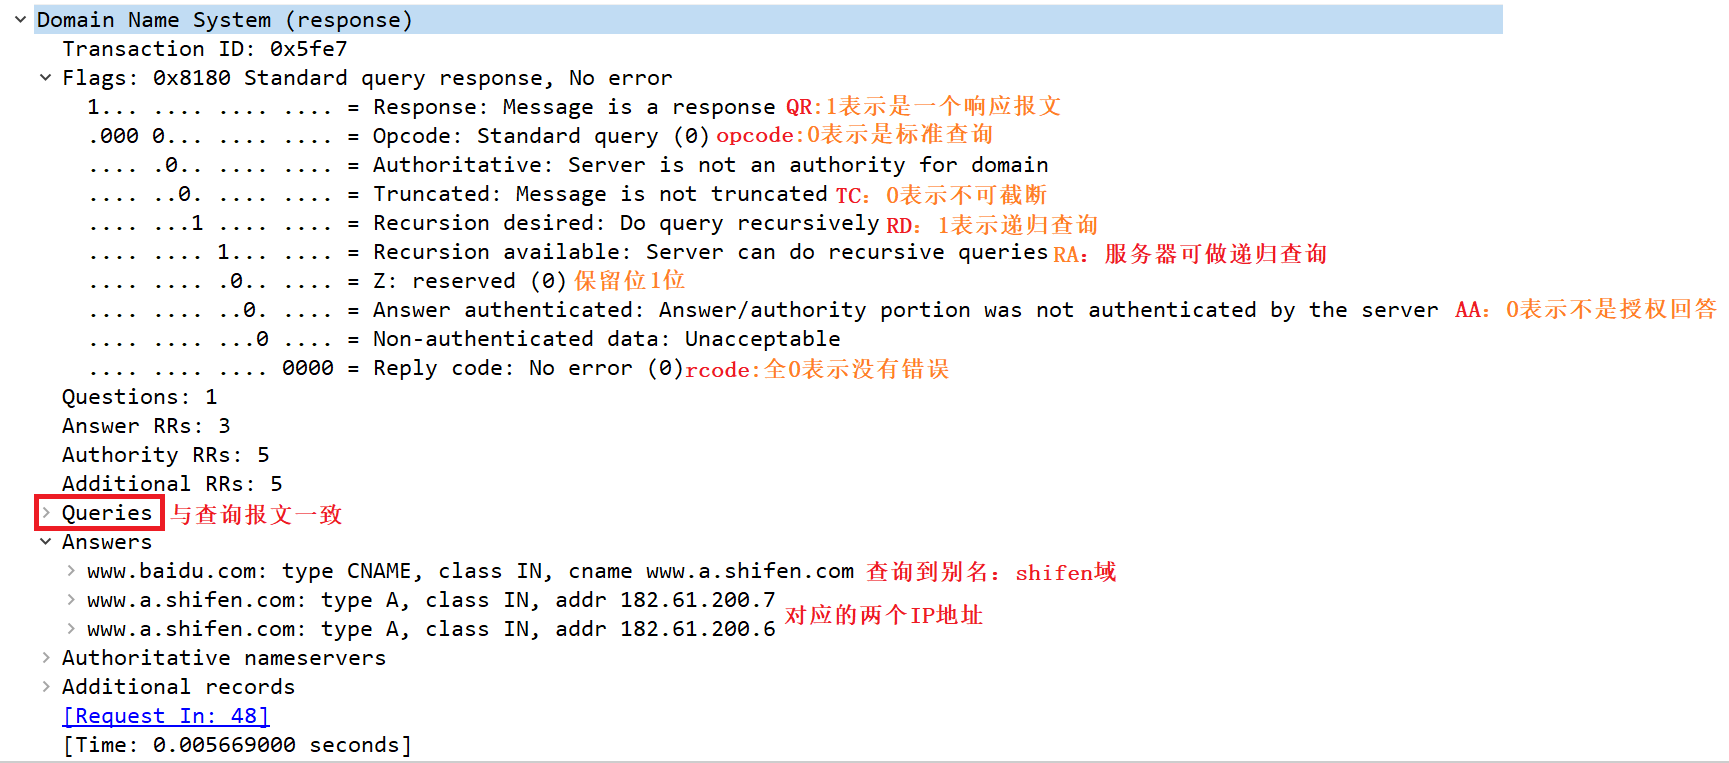 Domain Name System (response)
Transaction ID: 0x5fe7
Flags: 0x8180 Standard query response, No error
1... .... .... .... = Response: Message is a response QR:1表示是一个响应报文
.000 0... .... .... = Opcode: Standard query (0) opcode:0表示是标准查询
.... .0.. .... .... = Authoritative: Server is not an authority for domain
.... ..0. .... .... = Truncated: Message is not truncated TC：0表示不可截断
.... ...1 .... .... = Recursion desired: Do query recursively RD：1表示递归查询
.... .... 1... .... = Recursion available: Server can do recursive queries RA：服务器可做递归查询
.... .... .0.. .... = Z: reserved (0) 保留位1位
.... .... ..0. .... = Answer authenticated: Answer/authority portion was not authenticated by the server AA：0表示不是授权回答
.... .... ...0 .... = Non-authenticated data: Unacceptable
.... .... .... 0000 = Reply code: No error (0) rcode:全0表示没有错误
Questions: 1
Answer RRs: 3
Authority RRs: 5
Additional RRs: 5
Queries 与查询报文一致
Answers
www.baidu.com: type CNAME, class IN, cname www.a.shifen.com 查询到别名：shifen域
www.a.shifen.com: type A, class IN, addr 182.61.200.7
对应的两个IP地址
www.a.shifen.com: type A, class IN, addr 182.61.200.6
Authoritative nameservers
Additional records
[Request In: 48]
[Time: 0.005669000 seconds]